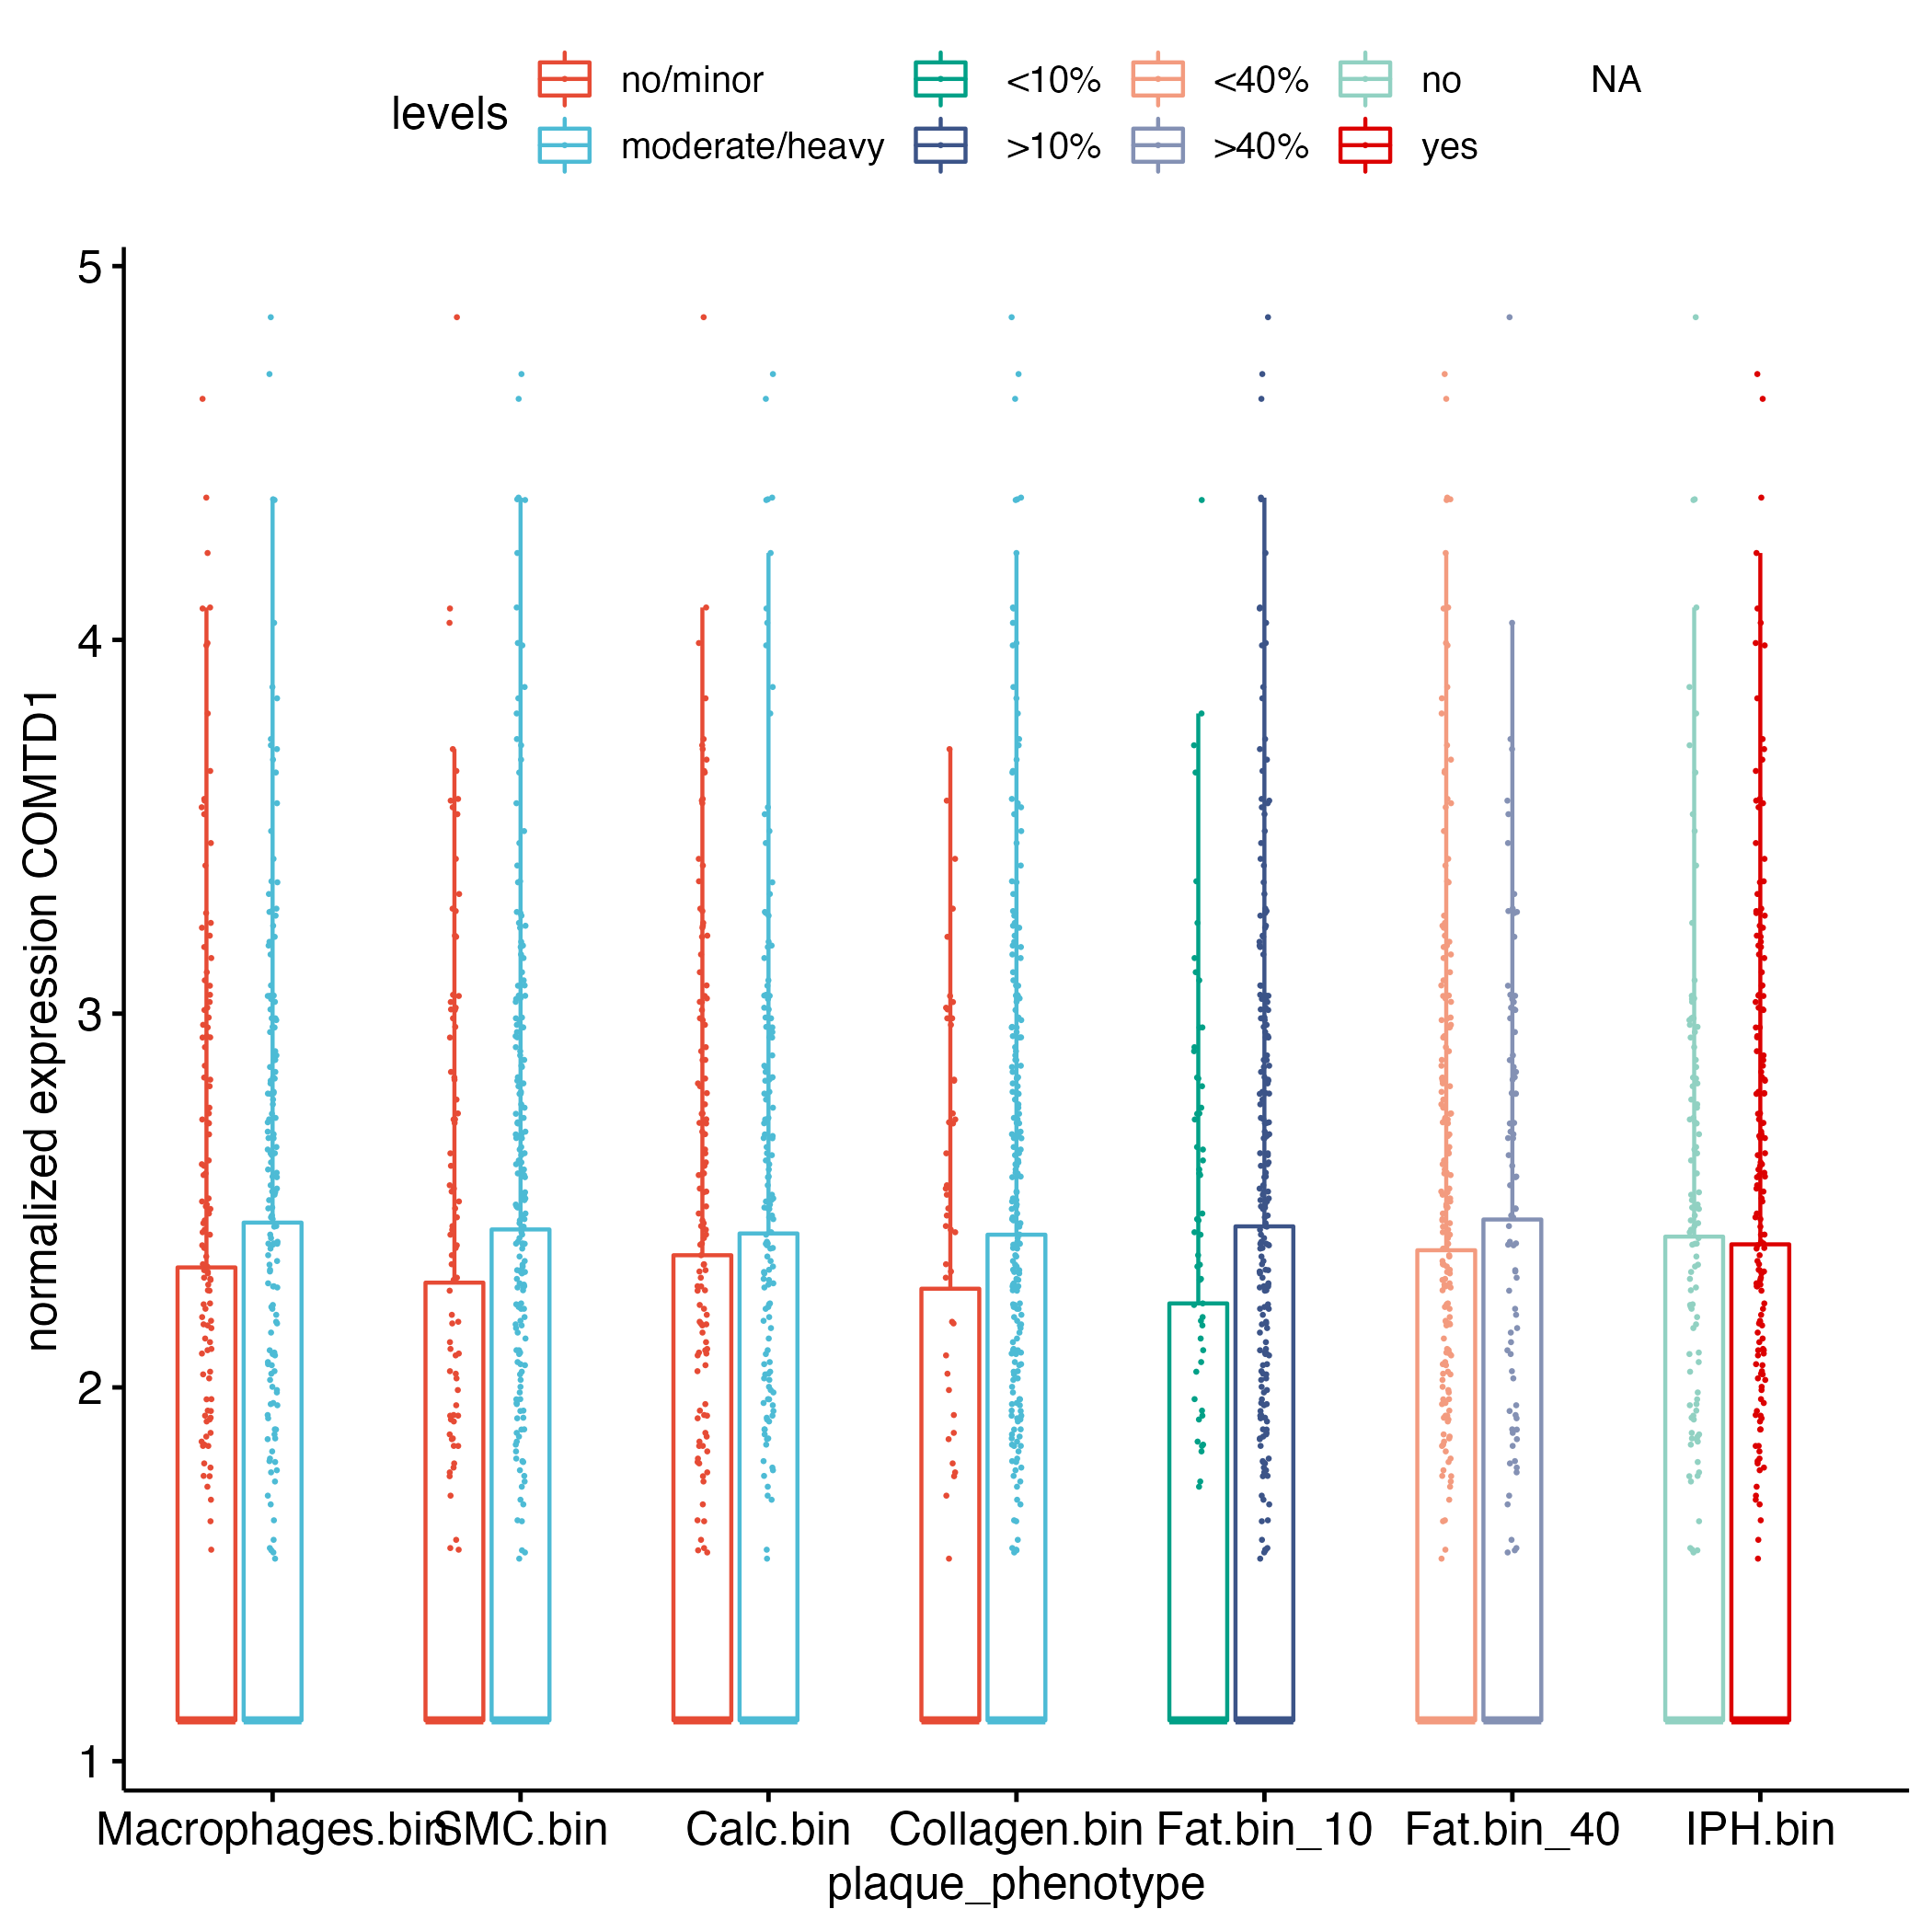 levels
no/minor <10% <40% no NA
moderate/heavy >10% >40% yes
normalized expression COMTD1
5
4
3
2
1
Macrophages.bin SMC.bin Calc.bin Collagen.bin Fat.bin_10 Fat.bin_40 IPH.bin
plaque_phenotype